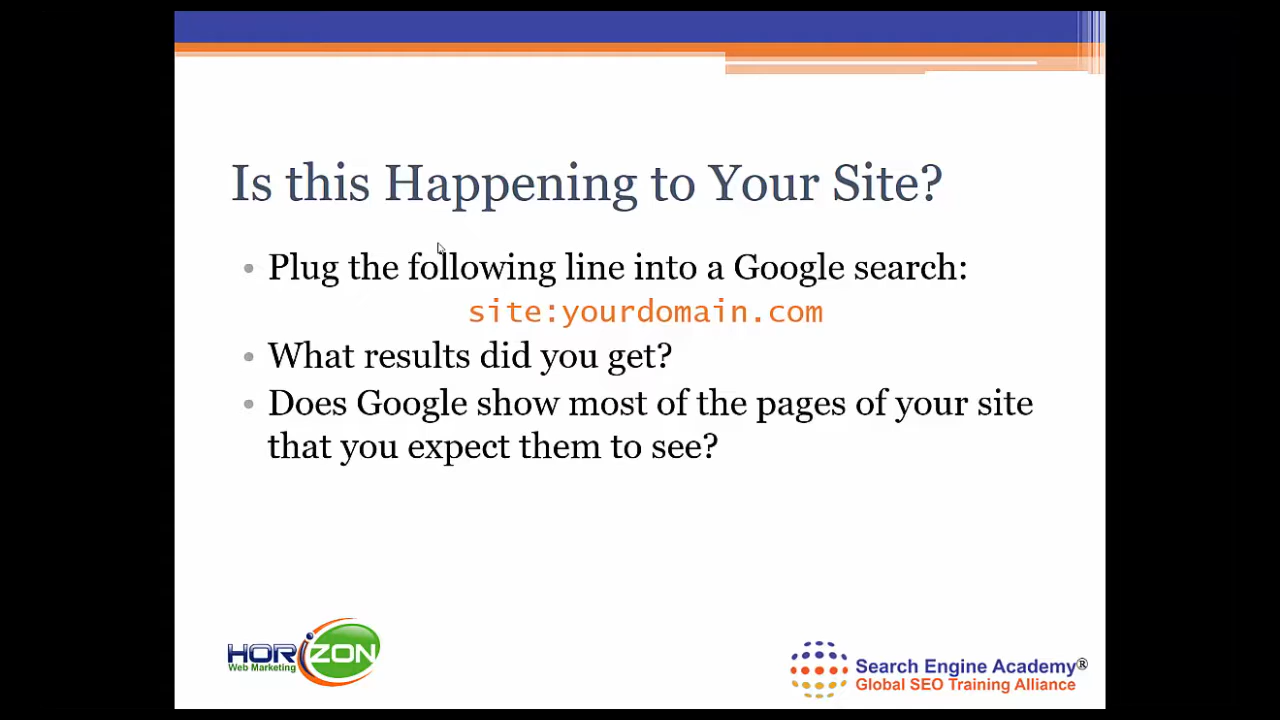 Is this Happening to Your Site?
• Plug the following line into a Google search:
site:yourdomain.com
• What results did you get?
• Does Google show most of the pages of your site
that you expect them to see?
HORIZON
Web Marketing
Search Engine Academy®
Global SEO Training Alliance